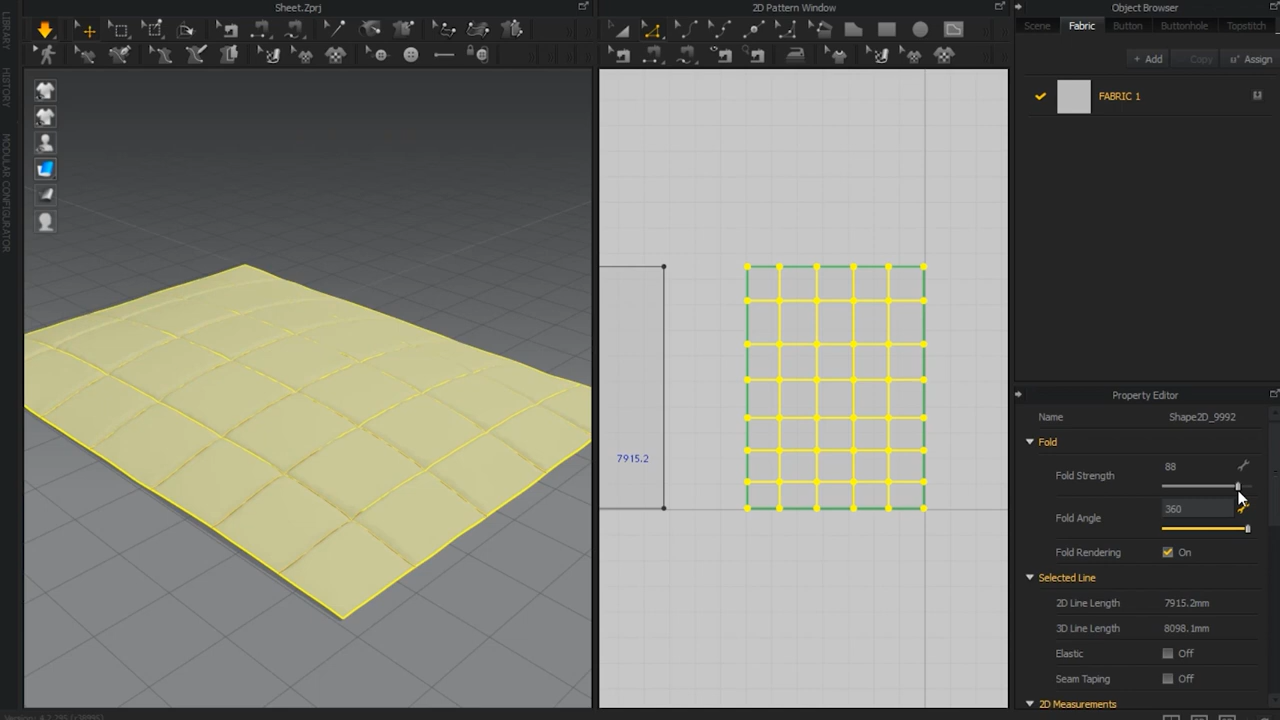 Sheet.Zprj
2D Pattern Window
Object Browser
LIBRARY
HISTORY
MODULAR CONFIGURATOR
Scene
Fabric
Button
Buttonhole
Topstitch
+ Add
Copy
Assign
FABRIC 1
7915.2
Property Editor
Name
Shape2D_9992
Fold
Fold Strength
88
Fold Angle
360
Fold Rendering
On
Selected Line
2D Line Length
7915.2mm
3D Line Length
8098.1mm
Elastic
Off
Seam Taping
Off
2D Measurements